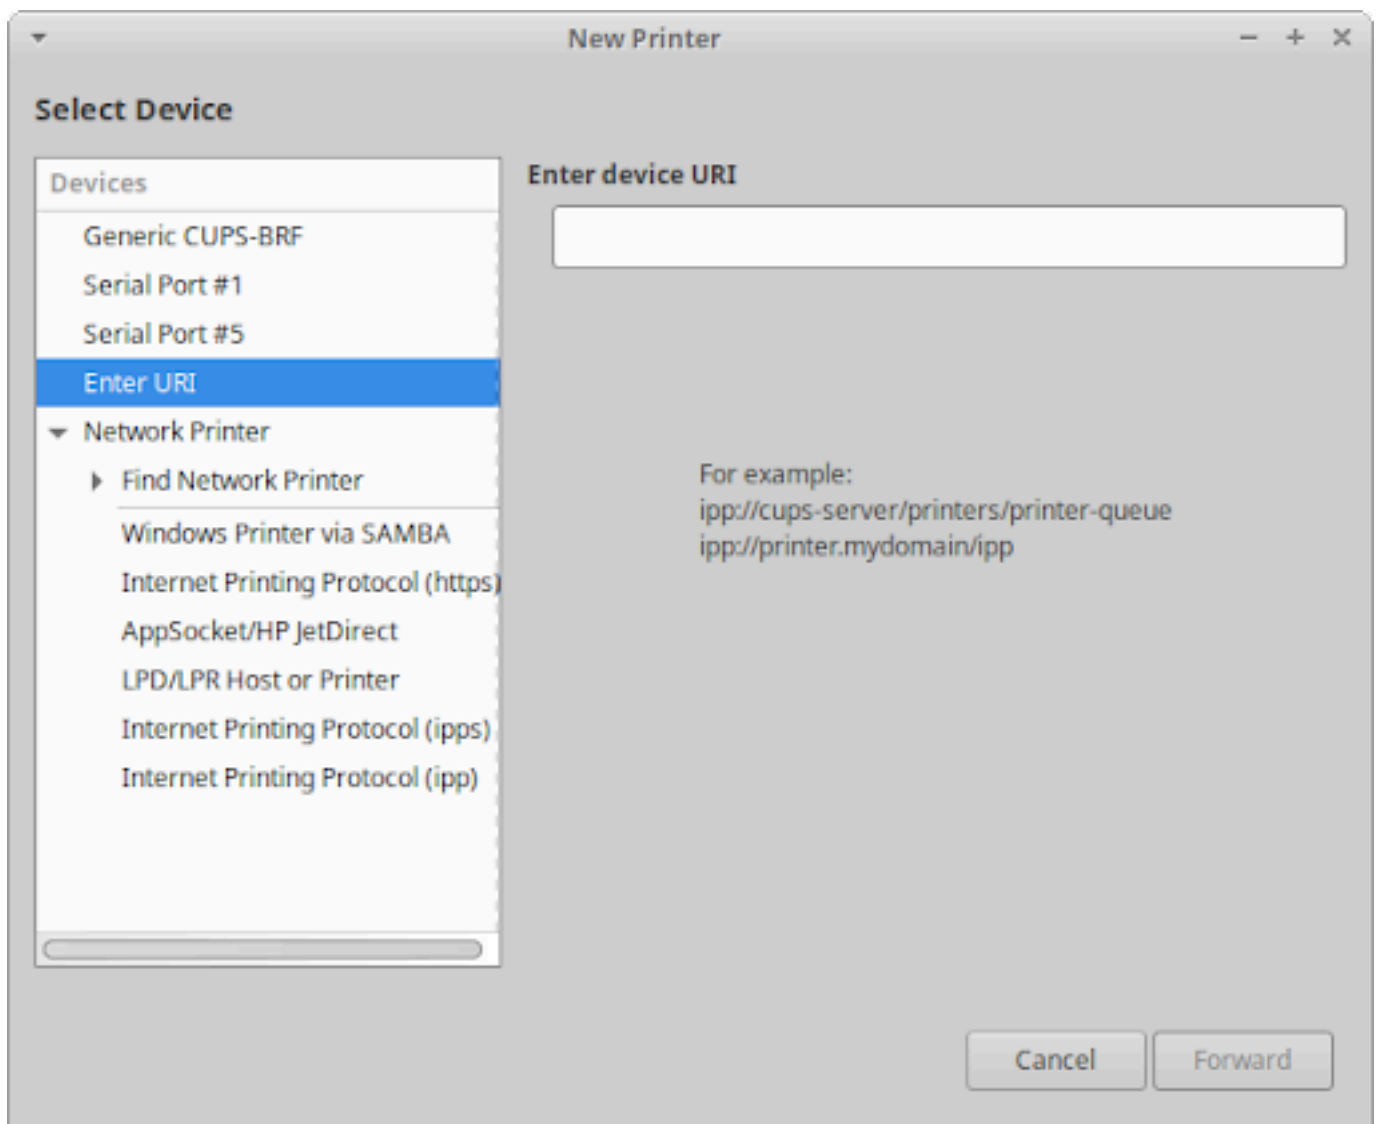 New Printer
Select Device
Devices
Generic CUPS-BRF
Serial Port #1
Serial Port #5
Enter URI
Network Printer
Find Network Printer
Windows Printer via SAMBA
Internet Printing Protocol (https)
AppSocket/HP JetDirect
LPD/LPR Host or Printer
Internet Printing Protocol (ipps)
Internet Printing Protocol (ipp)
Enter device URI
For example:
ipp://cups-server/printers/printer-queue
ipp://printer.mydomain/ipp
Cancel
Forward